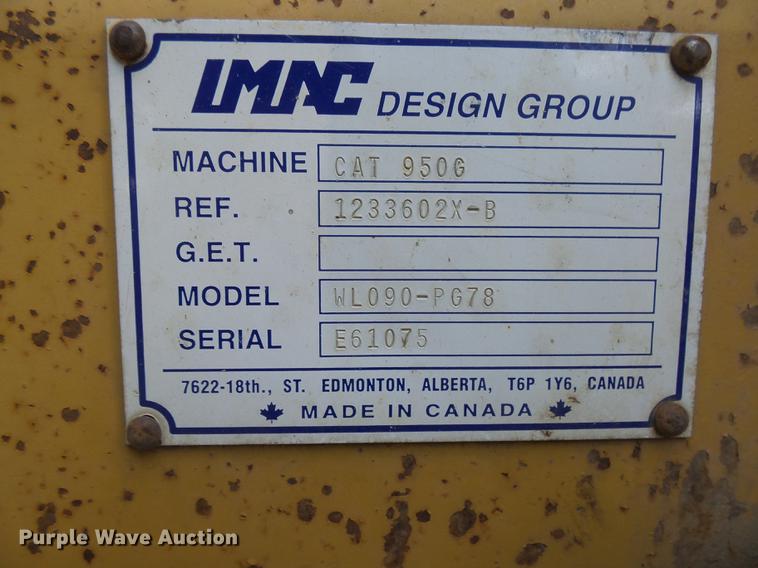 IMAC DESIGN GROUP
MACHINE CAT 950G
REF. 1233602X-B
G.E.T.
MODEL WL090-PG78
SERIAL E61075
7622-18th., ST. EDMONTON, ALBERTA, T6P 1Y6, CANADA
MADE IN CANADA
Purple Wave Auction